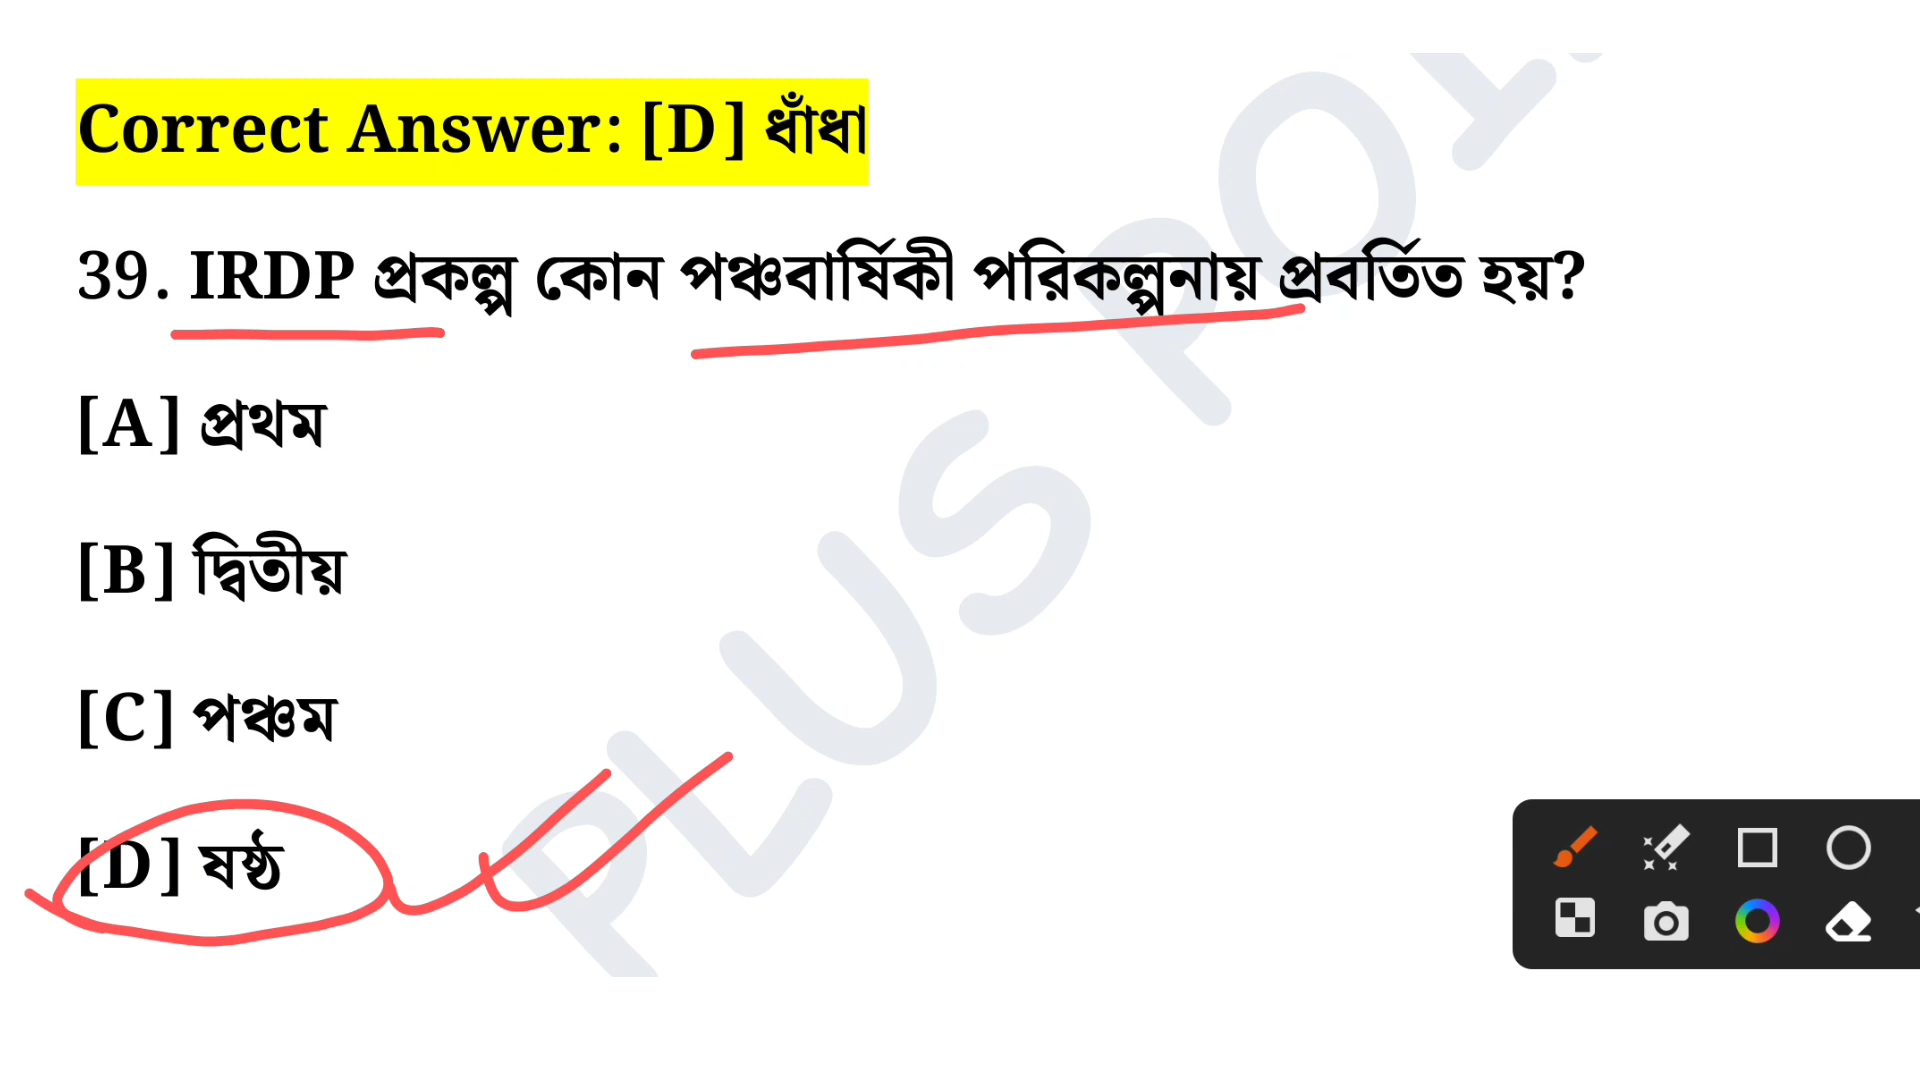 Correct Answer: [D] ধাঁধা
39. IRDP প্রকল্প কোন পঞ্চবার্ষিকী পরিকল্পনায় প্রবর্তিত হয়?
[A] প্রথম
[B] দ্বিতীয়
[C] পঞ্চম
[D] ষষ্ঠ